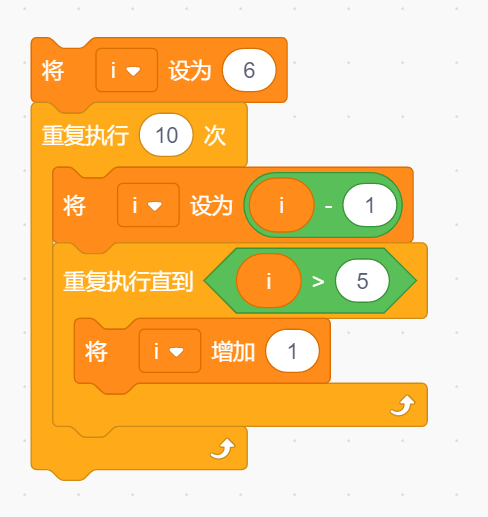 将 i 设为 6
重复执行 10 次
将 i 设为 i - 1
重复执行直到 i > 5
将 i 增加 1